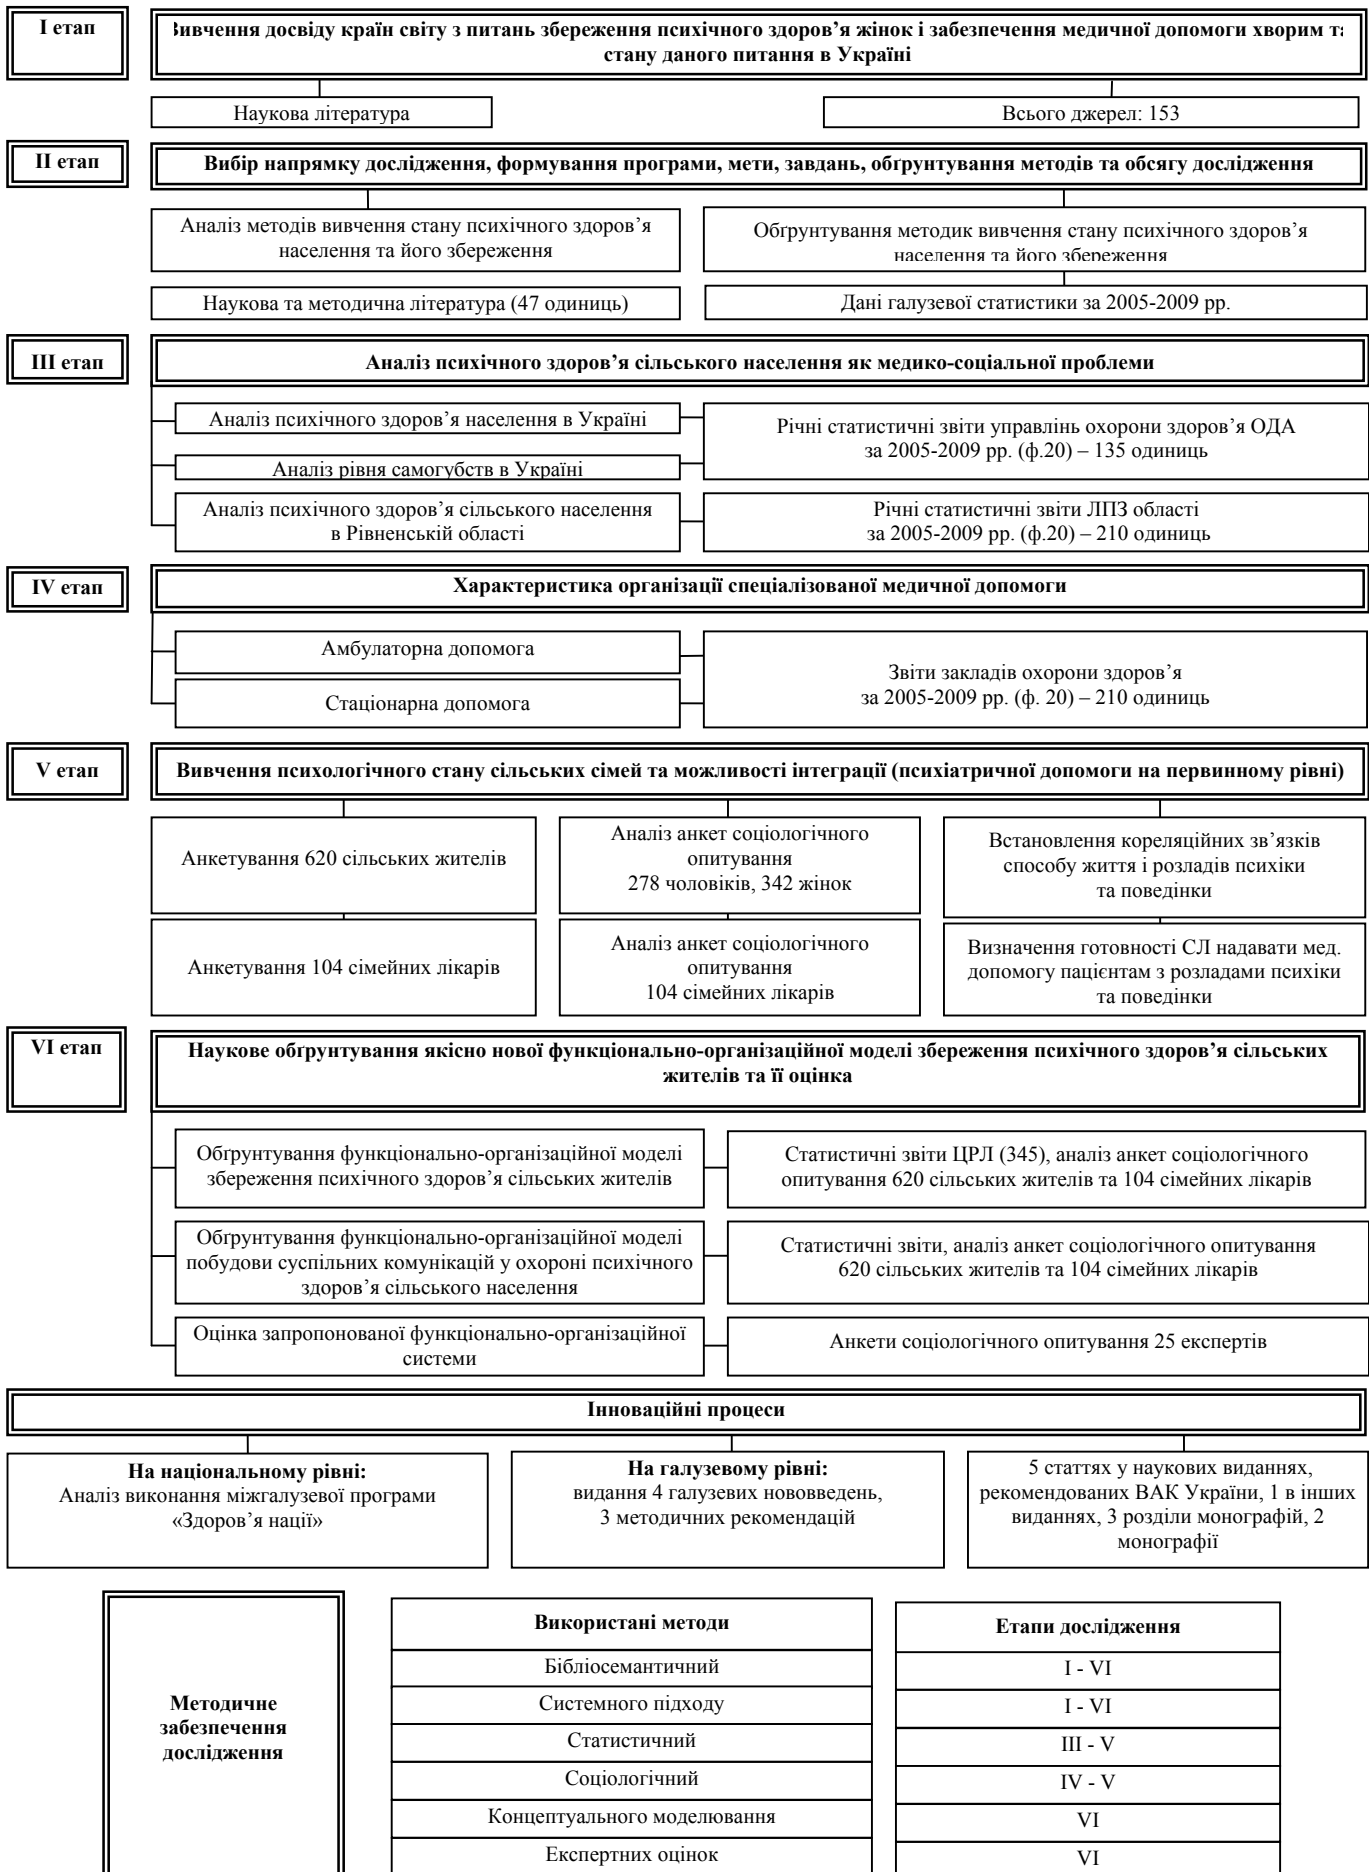 I етап
Вивчення досвіду країн світу з питань збереження психічного здоров’я жінок і забезпечення медичної допомоги хворим та
стану даного питання в Україні
Наукова література
Всього джерел: 153
II етап
Вибір напрямку дослідження, формування програми, мети, завдань, обґрунтування методів та обсягу дослідження
Аналіз методів вивчення стану психічного здоров’я
населення та його збереження
Обґрунтування методик вивчення стану психічного здоров’я
населення та його збереження
Наукова та методична література (47 одиниць)
Дані галузевої статистики за 2005-2009 рр.
III етап
Аналіз психічного здоров’я сільського населення як медико-соціальної проблеми
Аналіз психічного здоров’я населення в Україні
Аналіз рівня самогубств в Україні
Річні статистичні звіти управлінь охорони здоров’я ОДА
за 2005-2009 рр. (ф.20) – 135 одиниць
Аналіз психічного здоров’я сільського населення
в Рівненській області
Річні статистичні звіти ЛПЗ області
за 2005-2009 рр. (ф.20) – 210 одиниць
IV етап
Характеристика організації спеціалізованої медичної допомоги
Амбулаторна допомога
Стаціонарна допомога
Звіти закладів охорони здоров’я
за 2005-2009 рр. (ф. 20) – 210 одиниць
V етап
Вивчення психологічного стану сільських сімей та можливості інтеграції (психіатричної допомоги на первинному рівні)
Анкетування 620 сільських жителів
Аналіз анкет соціологічного
опитування
278 чоловіків, 342 жінок
Встановлення кореляційних зв’язків
способу життя і розладів психіки
та поведінки
Анкетування 104 сімейних лікарів
Аналіз анкет соціологічного
опитування
104 сімейних лікарів
Визначення готовності СЛ надавати мед.
допомогу пацієнтам з розладами психіки
та поведінки
VI етап
Наукове обґрунтування якісно нової функціонально-організаційної моделі збереження психічного здоров’я сільських
жителів та її оцінка
Обґрунтування функціонально-організаційної моделі
збереження психічного здоров’я сільських жителів
Статистичні звіти ЦРЛ (345), аналіз анкет соціологічного
опитування 620 сільських жителів та 104 сімейних лікарів
Обґрунтування функціонально-організаційної моделі
побудови суспільних комунікацій у охороні психічного
здоров’я сільського населення
Статистичні звіти, аналіз анкет соціологічного опитування
620 сільських жителів та 104 сімейних лікарів
Оцінка запропонованої функціонально-організаційної
системи
Анкети соціологічного опитування 25 експертів
Інноваційні процеси
На національному рівні:
Аналіз виконання міжгалузевої програми
«Здоров’я нації»
На галузевому рівні:
видання 4 галузевих нововведень,
3 методичних рекомендацій
5 статтях у наукових виданнях,
рекомендованих ВАК України, 1 в інших
виданнях, 3 розділи монографій, 2
монографії
Методичне
забезпечення
дослідження
Використані методи
Етапи дослідження
Бібліосемантичний
I - VI
Системного підходу
I - VI
Статистичний
III - V
Соціологічний
IV - V
Концептуального моделювання
VI
Експертних оцінок
VI